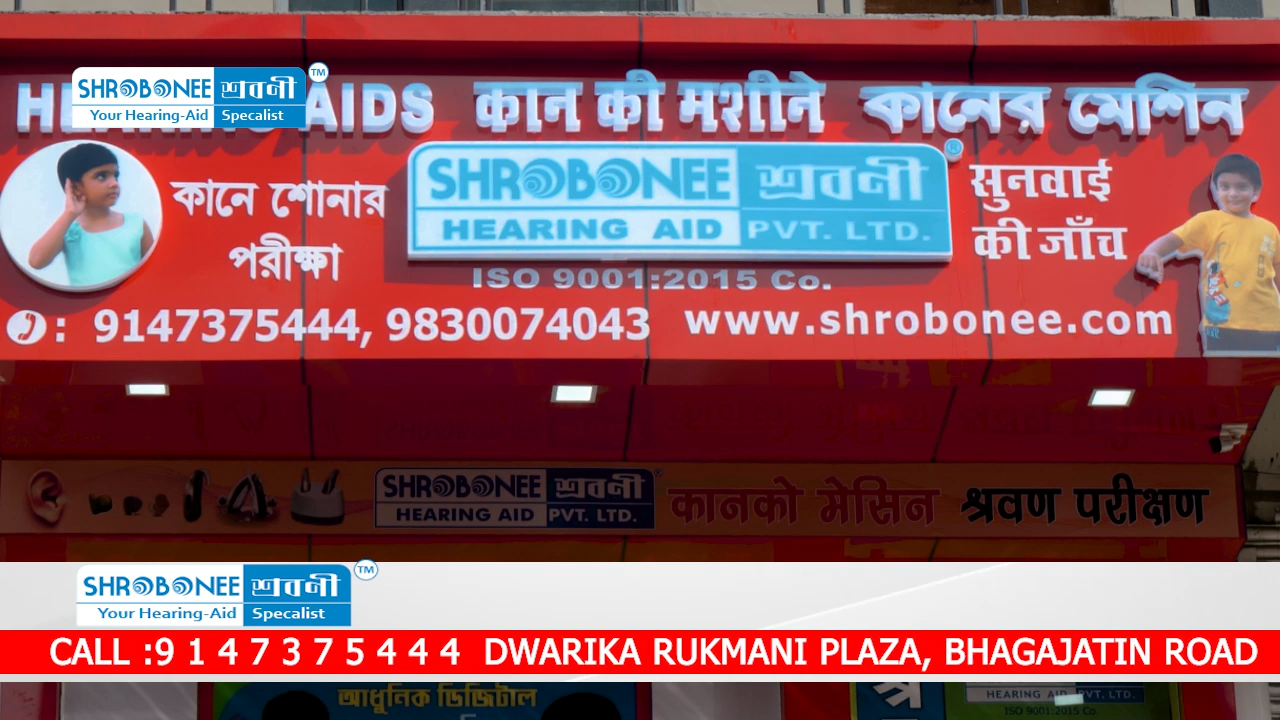 SHROBONEE শ্রবণী TM
Your Hearing-Aid Specalist
AIDS कान की मशीने কানের মেশিন
কানে শোনার পরীক্ষা
SHROBONEE শ্রবণী ®
HEARING AID PVT. LTD.
ISO 9001:2015 Co.
सुनवाई की जाँच
: 9147375444, 9830074043 www.shrobonee.com
SHROBONEE শ্রবণী
HEARING AID PVT. LTD.
कानको मेसिन श्रवण परीक्षण
SHROBONEE শ্রবণী TM
Your Hearing-Aid Specalist
CALL :9 1 4 7 3 7 5 4 4 4 DWARIKA RUKMANI PLAZA, BHAGAJATIN ROAD
আধুনিক ডিজিটাল
HEARING AID PVT. LTD.
ISO 9001:2015 Co.